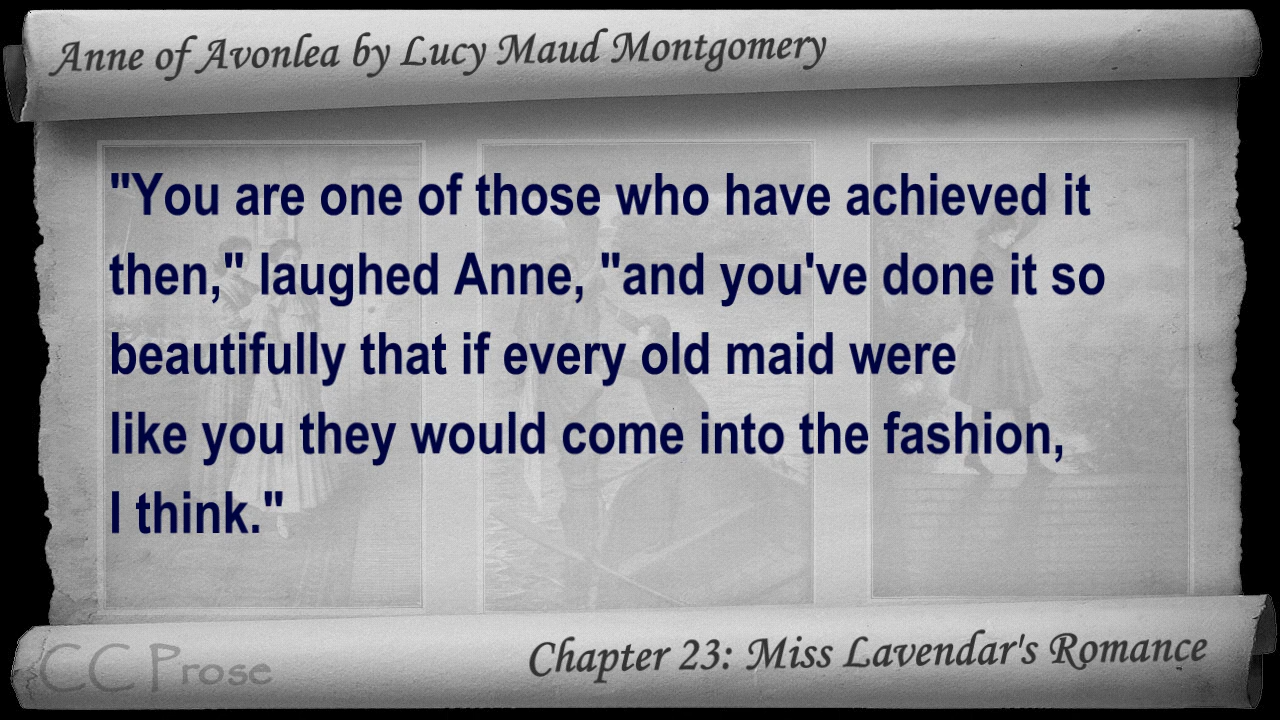 Anne of Avonlea by Lucy Maud Montgomery
"You are one of those who have achieved it
then," laughed Anne, "and you've done it so
beautifully that if every old maid were
like you they would come into the fashion,
I think."
CC Prose
Chapter 23: Miss Lavendar's Romance